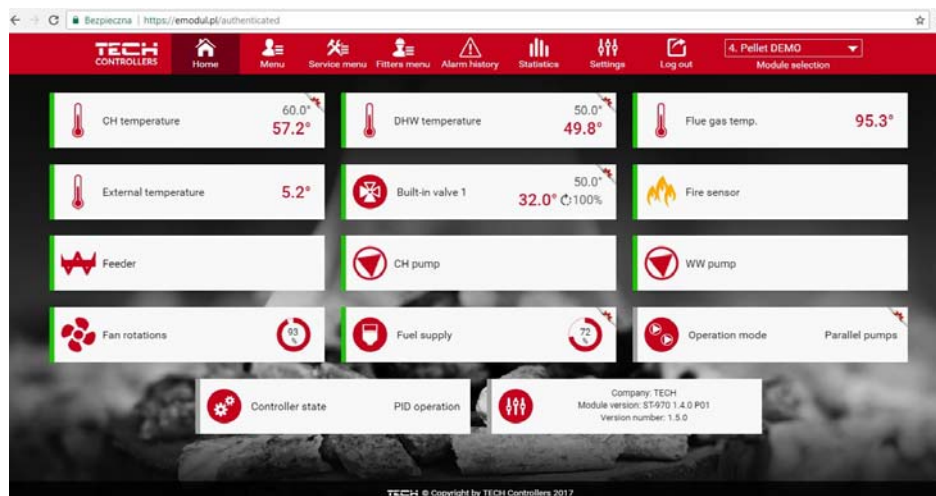 Bezpieczna | https://emodul.pl/authenticated
TECH
CONTROLLERS
Home
Menu
Service menu
Fitters menu
Alarm history
Statistics
Settings
Log out
4. Pellet DEMO
Module selection
CH temperature
60.0°
57.2°
DHW temperature
50.0°
49.8°
Flue gas temp.
95.3°
External temperature
5.2°
Built-in valve 1
50.0°
32.0° 100%
Fire sensor
Feeder
CH pump
WW pump
Fan rotations
93
%
Fuel supply
72
%
Operation mode
Parallel pumps
Controller state
PID operation
Company: TECH
Module version: ST-970 1.4.0 P01
Version number: 1.5.0
TECH © Copyright by TECH Controllers 2017